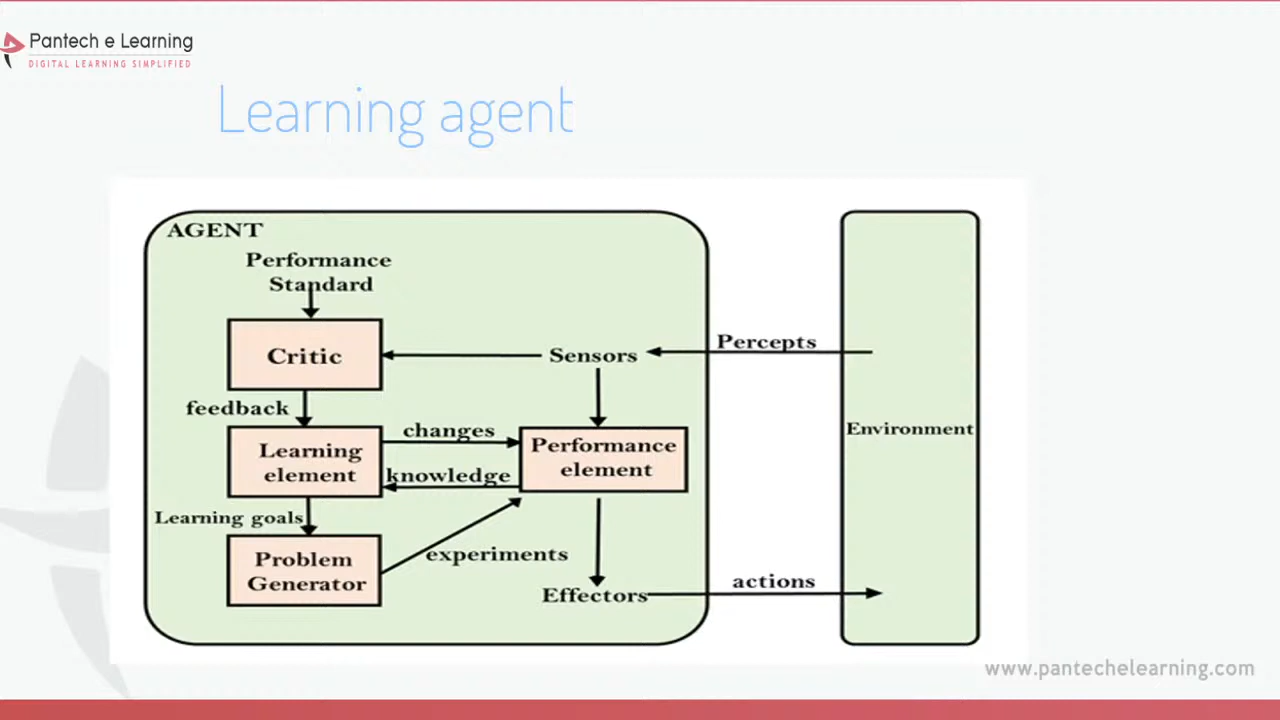 Pantech e Learning
DIGITAL LEARNING SIMPLIFIED
Learning agent
AGENT
Performance
Standard
Critic
Sensors
Percepts
feedback
changes
Learning
element
knowledge
Performance
element
Environment
Learning goals
Problem
Generator
experiments
Effectors
actions
www.pantechelearning.com